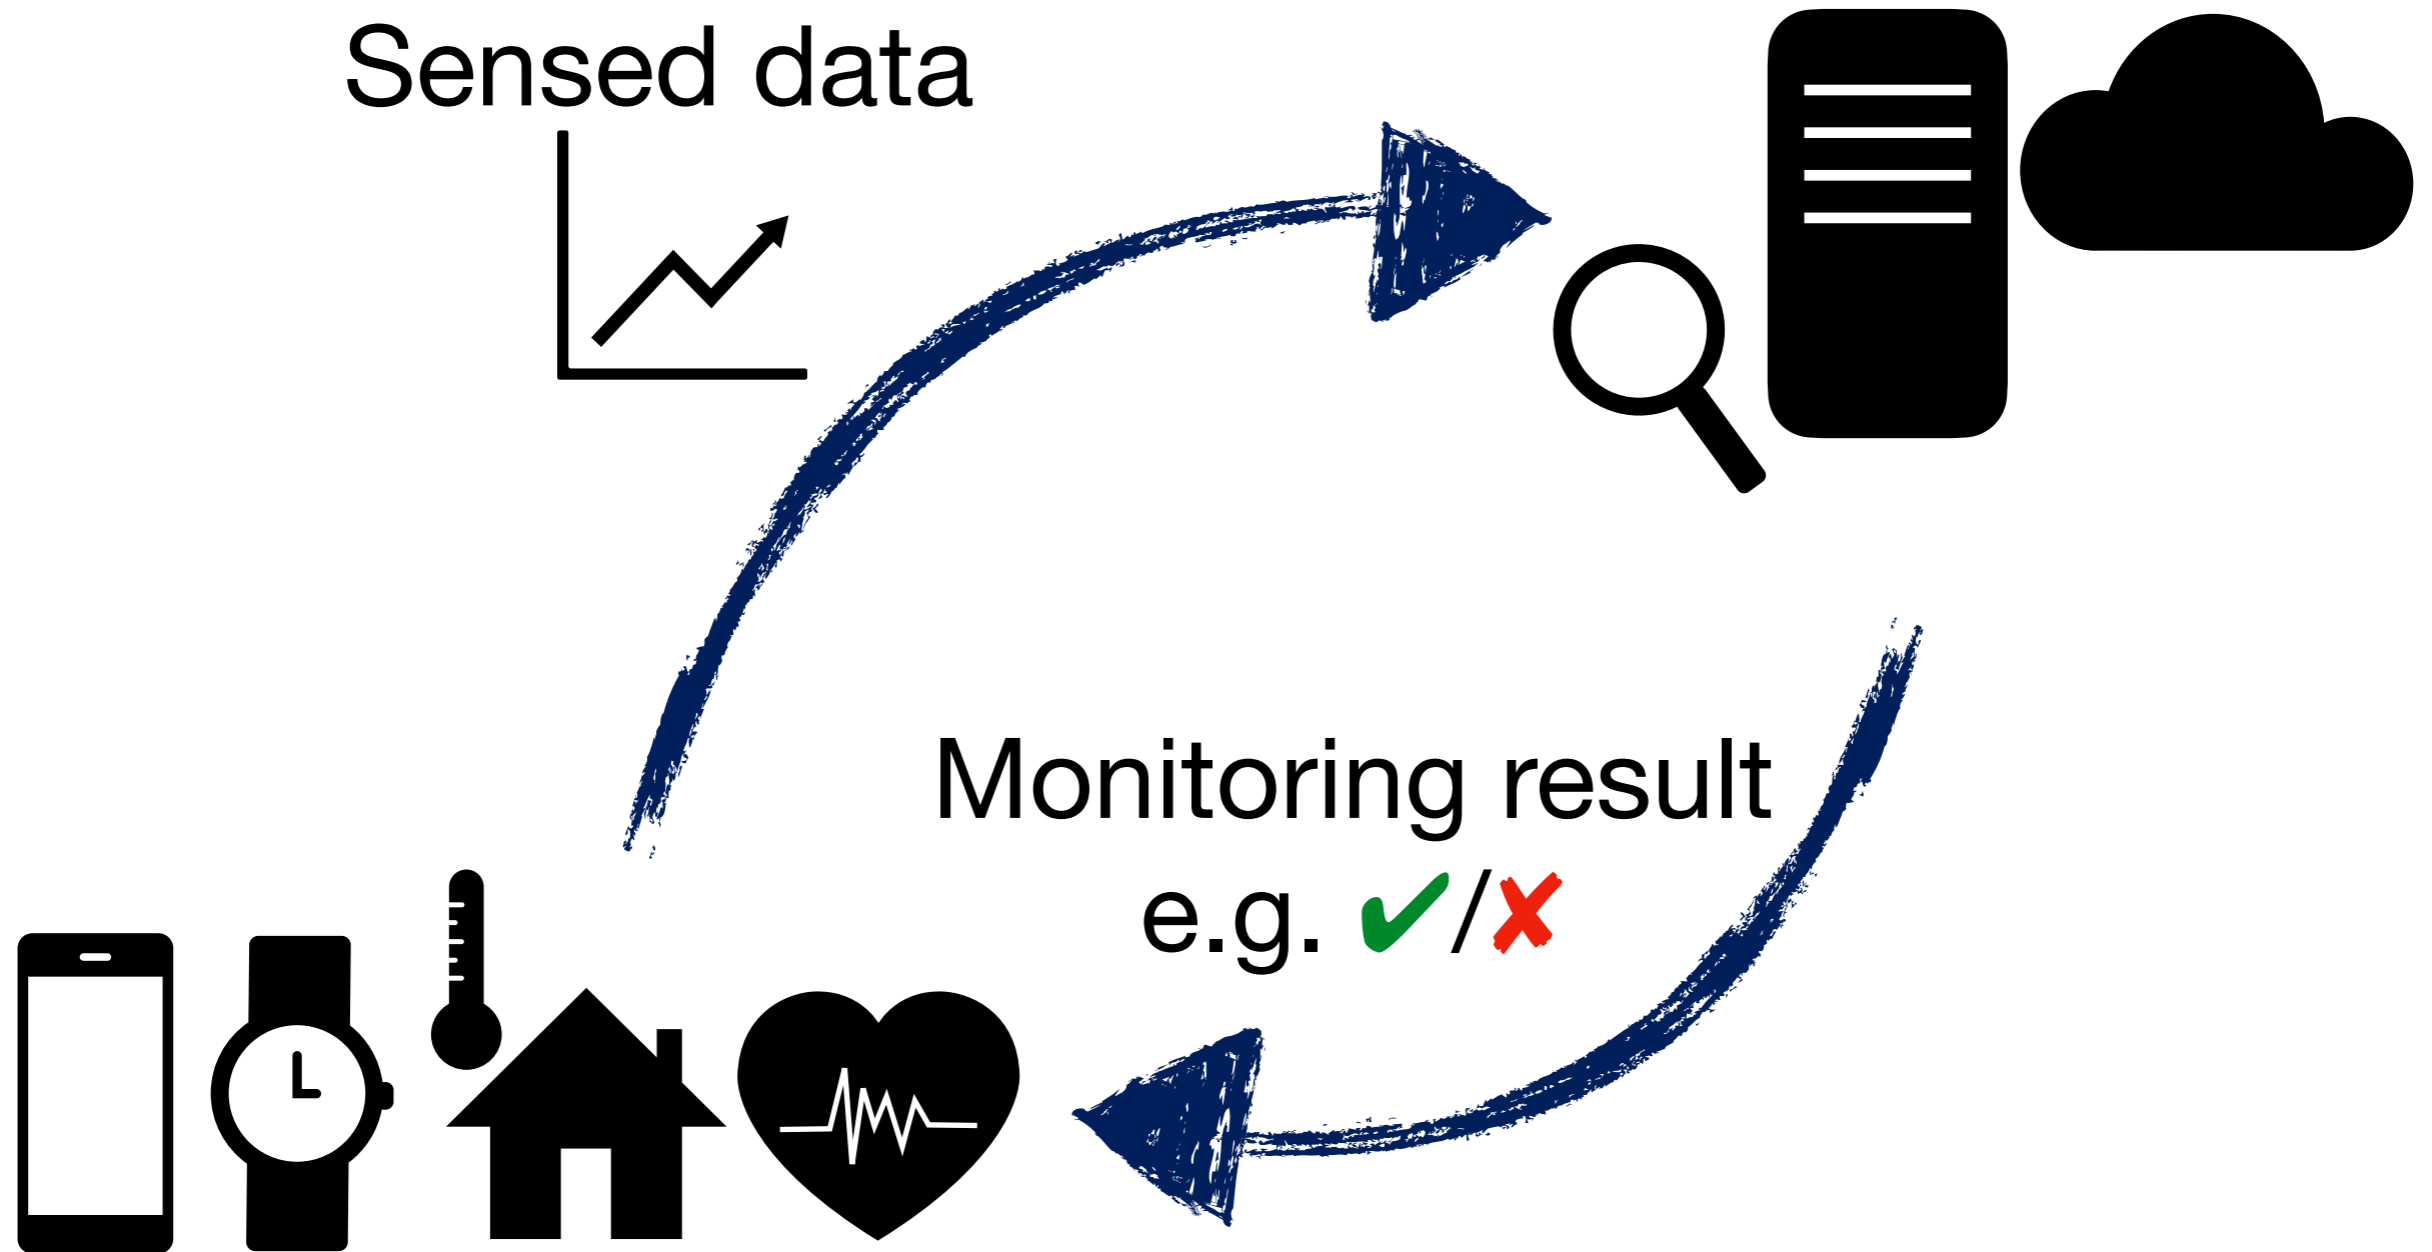 Sensed data
Monitoring result
e.g. ✔/✘